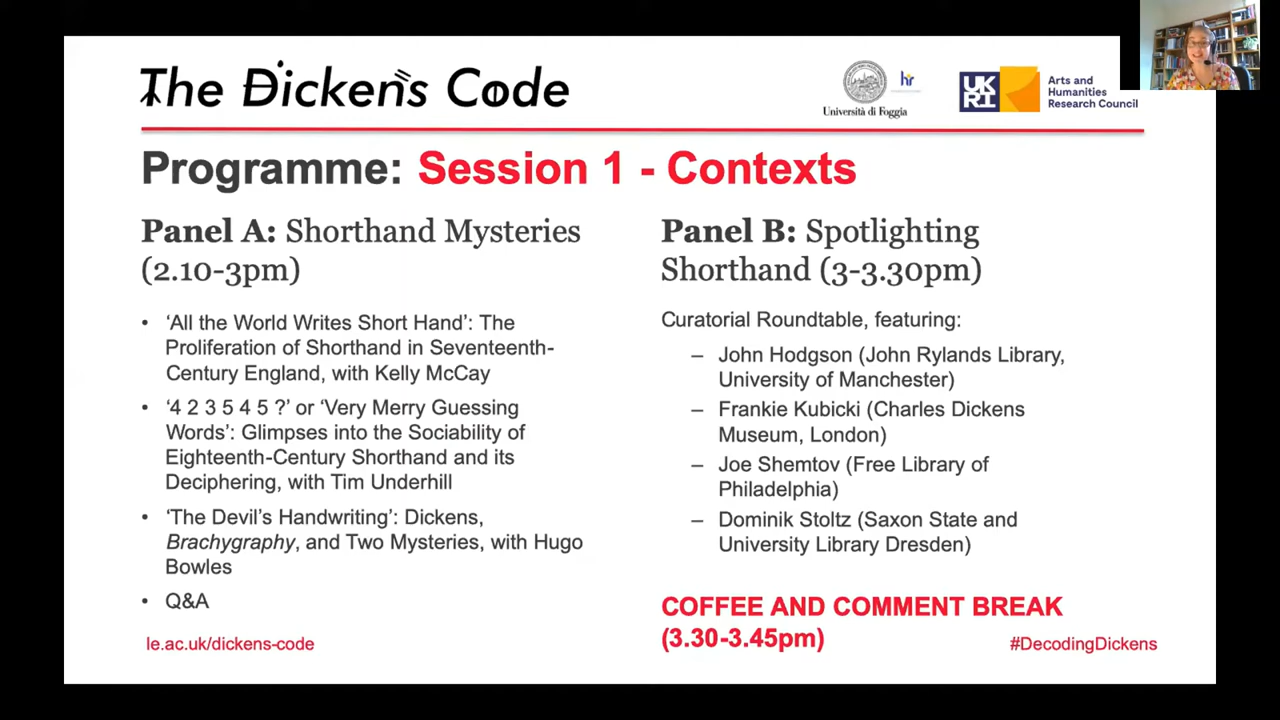 The Dickens Code
Università di Foggia
hr
UK
RI
Arts and
Humanities
Research Council
Programme: Session 1 - Contexts
Panel A: Shorthand Mysteries
(2.10-3pm)
• ‘All the World Writes Short Hand’: The
Proliferation of Shorthand in Seventeenth-
Century England, with Kelly McCay
• ‘4 2 3 5 4 5 ?’ or ‘Very Merry Guessing
Words’: Glimpses into the Sociability of
Eighteenth-Century Shorthand and its
Deciphering, with Tim Underhill
• ‘The Devil’s Handwriting’: Dickens,
Brachygraphy, and Two Mysteries, with Hugo
Bowles
• Q&A
Panel B: Spotlighting
Shorthand (3-3.30pm)
Curatorial Roundtable, featuring:
– John Hodgson (John Rylands Library,
University of Manchester)
– Frankie Kubicki (Charles Dickens
Museum, London)
– Joe Shemtov (Free Library of
Philadelphia)
– Dominik Stoltz (Saxon State and
University Library Dresden)
COFFEE AND COMMENT BREAK
(3.30-3.45pm)
le.ac.uk/dickens-code
#DecodingDickens